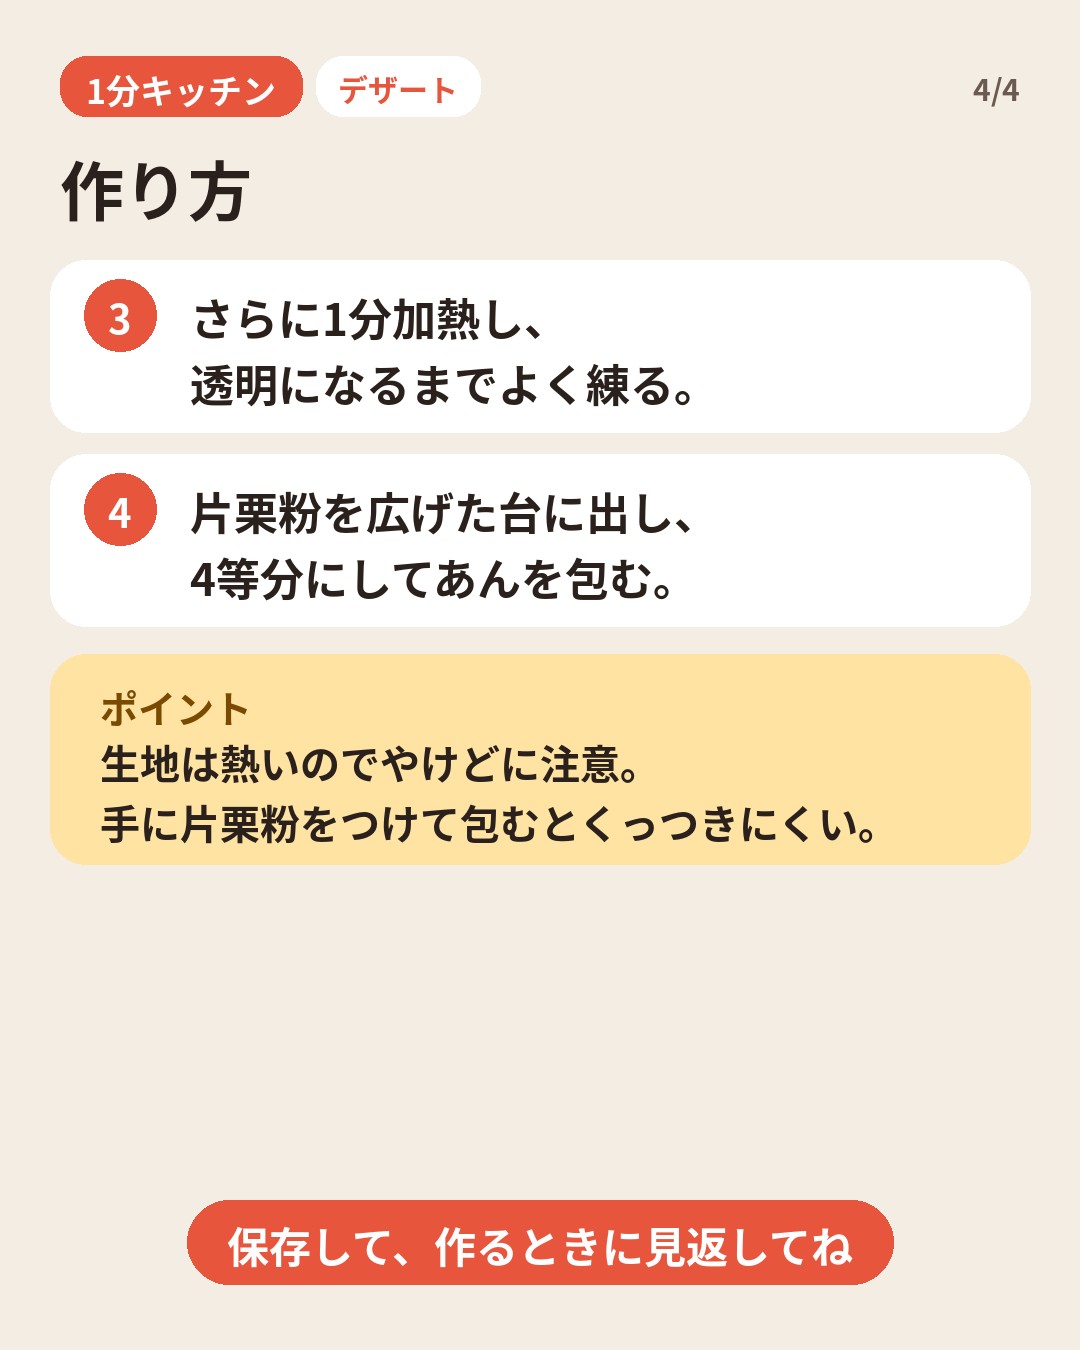 1分キッチン デザート 4/4
作り方
3 さらに1分加熱し、
透明になるまでよく練る。
4 片栗粉を広げた台に出し、
4等分にしてあんを包む。
ポイント
生地は熱いのでやけどに注意。
手に片栗粉をつけて包むとくっつきにくい。
保存して、作るときに見返してね